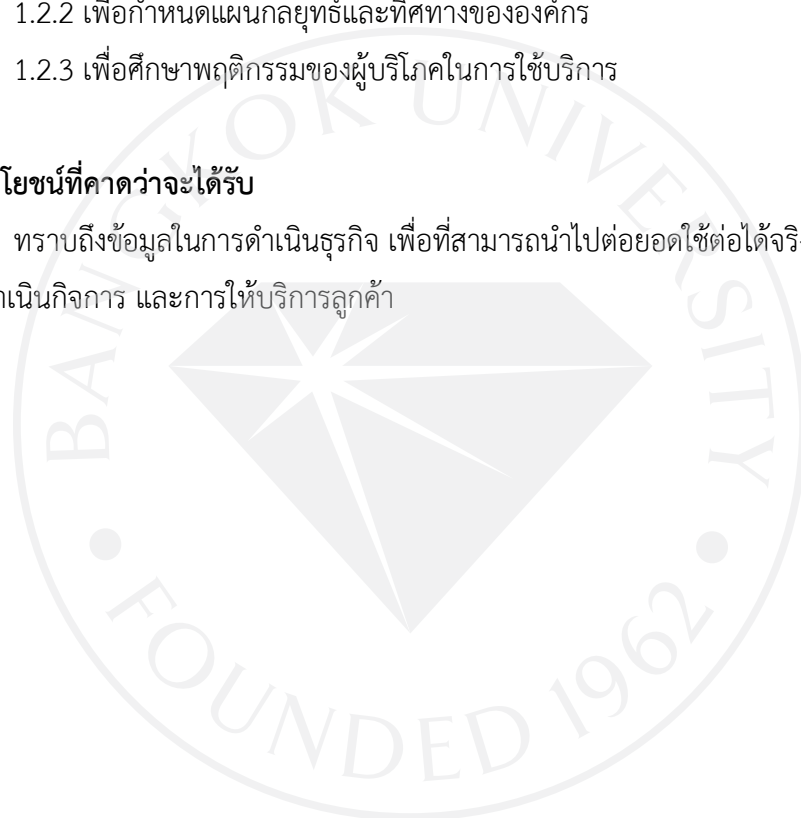 1.2.2 เพื่อกำหนดแผนกลยุทธ์และทิศทางขององค์กร
1.2.3 เพื่อศึกษาพฤติกรรมของผู้บริโภคในการใช้บริการ
โยชน์ที่คาดว่าจะได้รับ
ทราบถึงข้อมูลในการดำเนินธุรกิจ เพื่อที่สามารถนำไปต่อยอดใช้ต่อได้จริง
เนินกิจการ และการให้บริการลูกค้า
BANGKOK UNIVERSITY
FOUNDED 1962